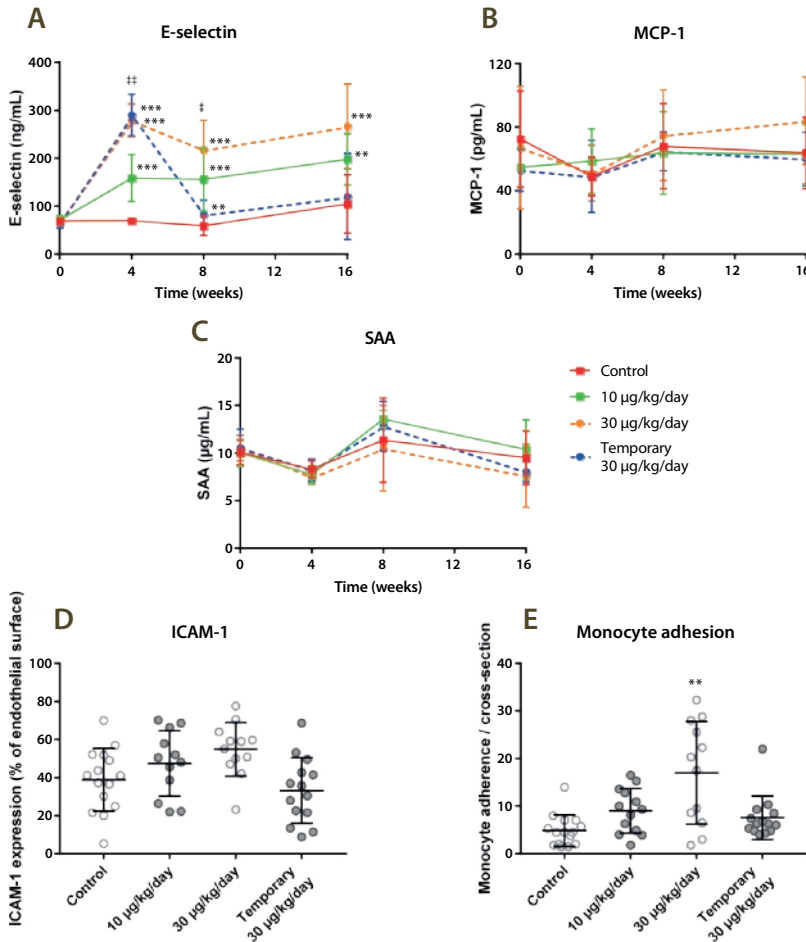 A
E-selectin
E-selectin (ng/mL)
400
300
200
100
0
‡‡
***
***
***
‡
***
***
**
***
**
0
4
8
12
16
Time (weeks)
B
MCP-1
MCP-1 (pg/mL)
120
80
40
0
0
4
8
12
16
Time (weeks)
C
SAA
SAA (µg/mL)
20
15
10
5
0
0
4
8
12
16
Time (weeks)
Control
10 µg/kg/day
30 µg/kg/day
Temporary
30 µg/kg/day
D
ICAM-1
ICAM-1 expression (% of endothelial surface)
100
80
60
40
20
0
Control
10 µg/kg/day
30 µg/kg/day
Temporary
30 µg/kg/day
E
Monocyte adhesion
Monocyte adherence / cross-section
40
30
20
10
0
**
Control
10 µg/kg/day
30 µg/kg/day
Temporary
30 µg/kg/day